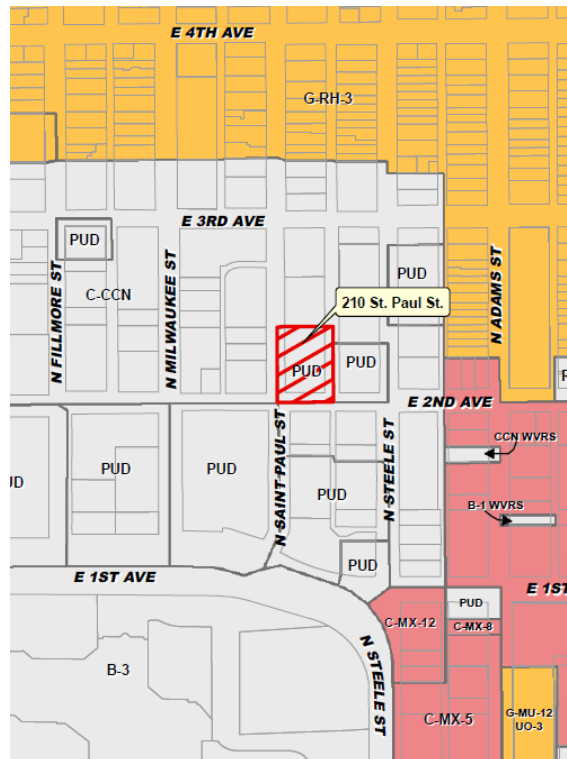 E 4TH AVE
G-RH-3
E 3RD AVE
PUD
PUD
N FILLMORE ST
C-CCN
N MILWAUKEE ST
N ADAMS ST
210 St. Paul St.
PUD
PUD
E 2ND AVE
N SAINT PAUL ST
N STEELE ST
CCN WVRS
UD
PUD
PUD
PUD
B-1 WVRS
PUD
E 1ST AVE
E 1ST
PUD
C-MX-12
C-MX-8
N STEELE ST
B-3
C-MX-5
G-MU-12
UO-3